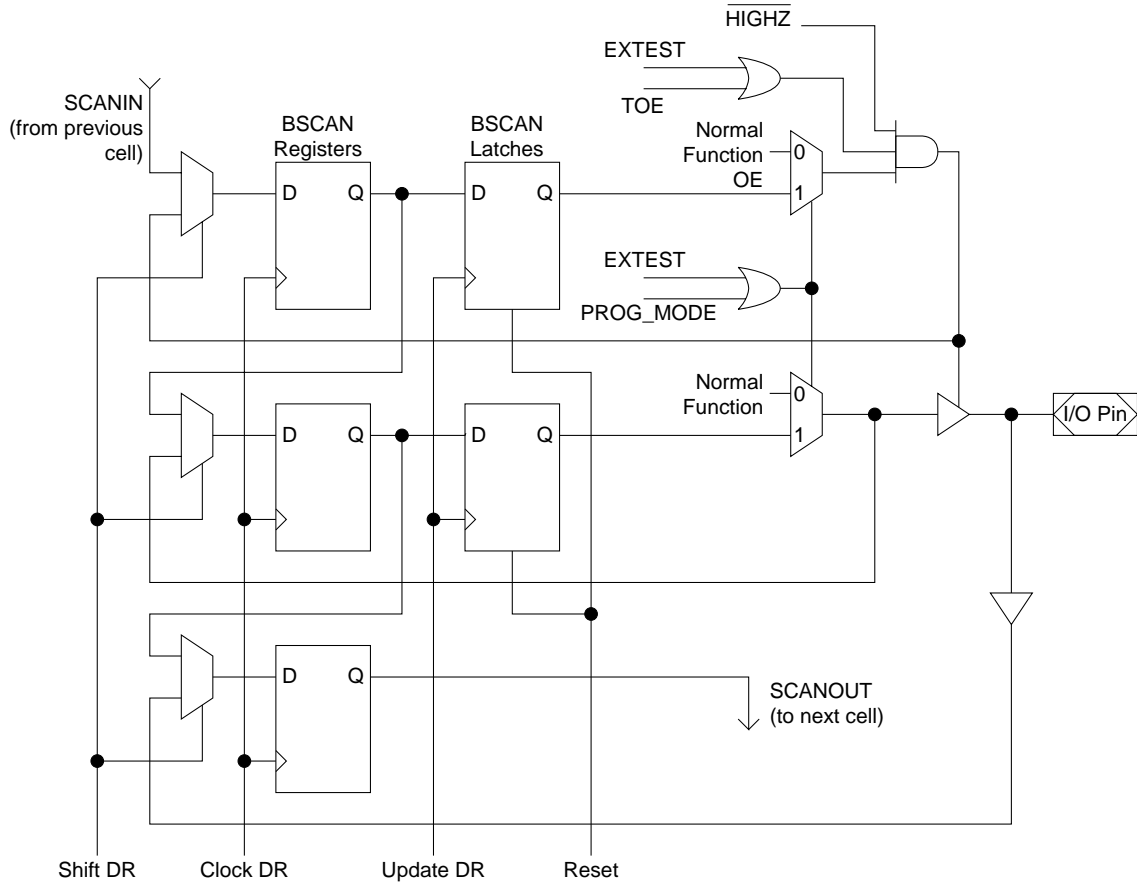 HIGHZ
EXTEST
TOE
SCANIN
(from previous
cell)
BSCAN
Registers
BSCAN
Latches
Normal
Function
OE
0
1
D
Q
D
Q
EXTEST
PROG_MODE
Normal
Function
0
1
I/O Pin
D
Q
D
Q
D
Q
SCANOUT
(to next cell)
Shift DR
Clock DR
Update DR
Reset